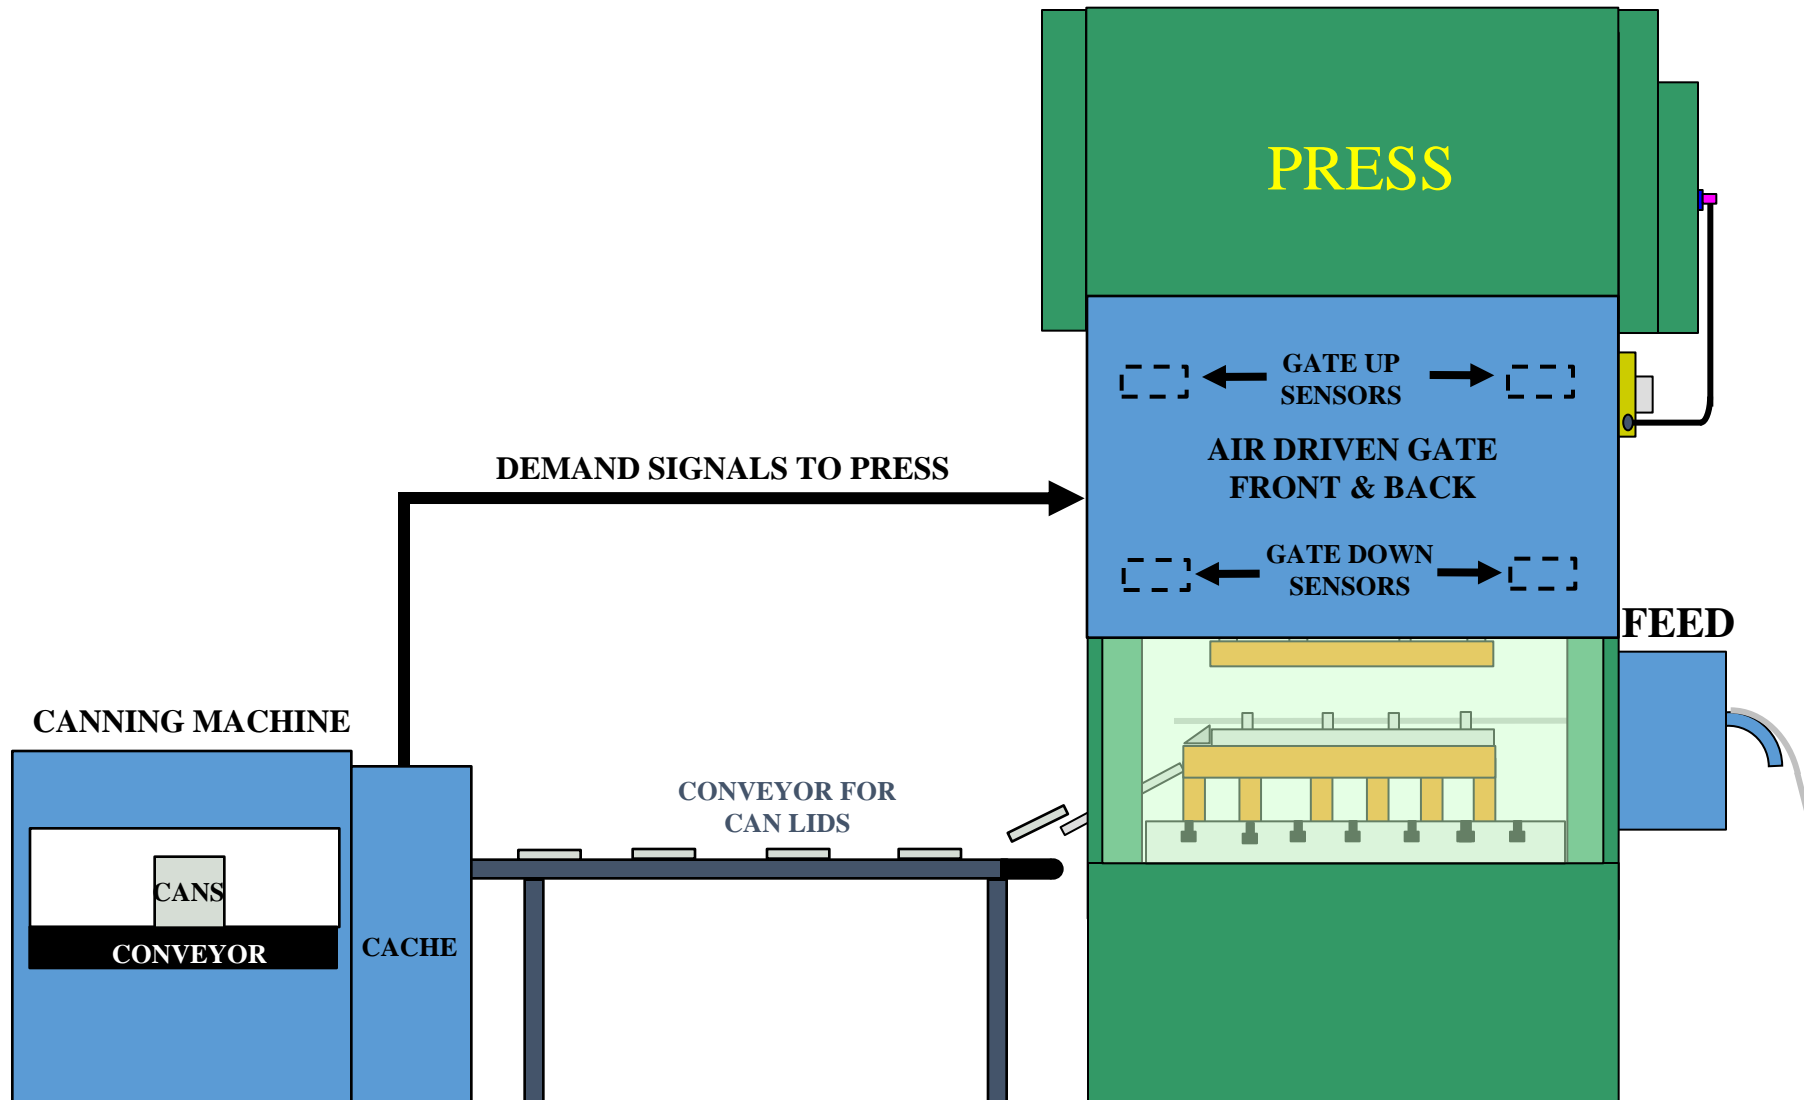 PRESS
GATE UP
SENSORS
AIR DRIVEN GATE
FRONT & BACK
DEMAND SIGNALS TO PRESS
GATE DOWN
SENSORS
FEED
CANNING MACHINE
CONVEYOR FOR
CAN LIDS
CANS
CONVEYOR
CACHE